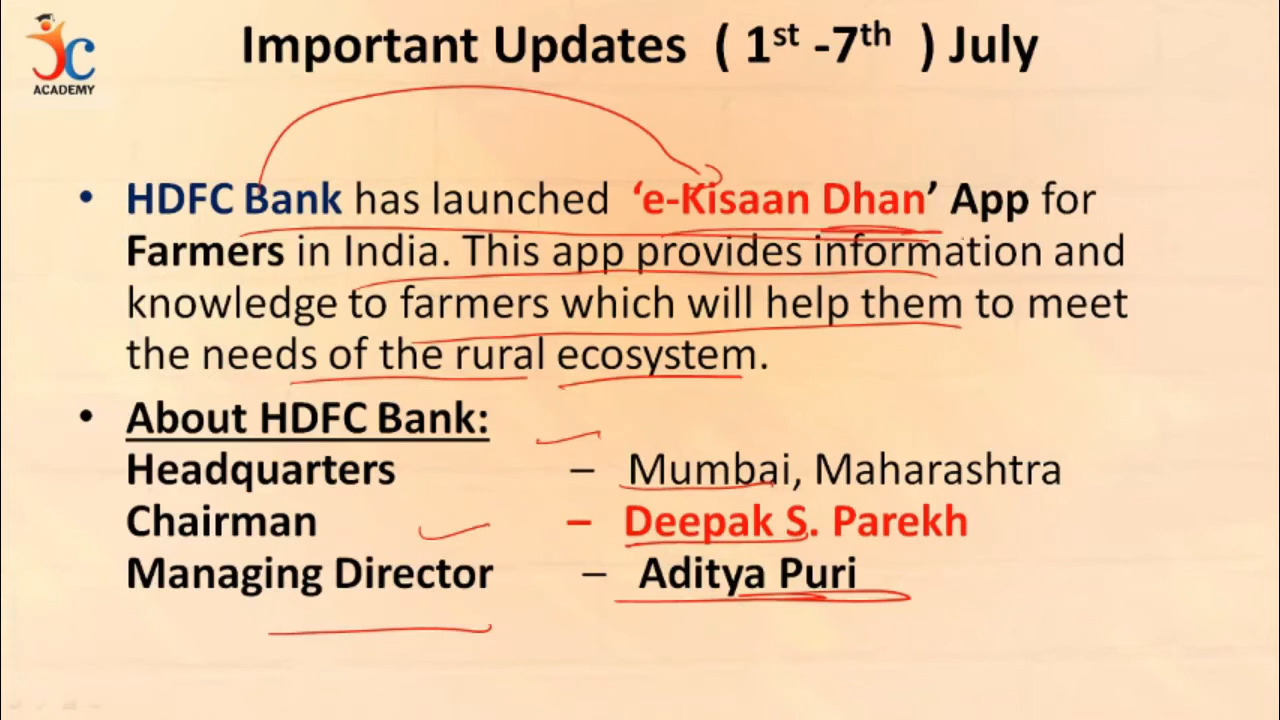 JC
ACADEMY
Important Updates ( 1st -7th ) July
• HDFC Bank has launched ‘e-Kisaan Dhan’ App for
Farmers in India. This app provides information and
knowledge to farmers which will help them to meet
the needs of the rural ecosystem.
• About HDFC Bank:
Headquarters – Mumbai, Maharashtra
Chairman – Deepak S. Parekh
Managing Director – Aditya Puri